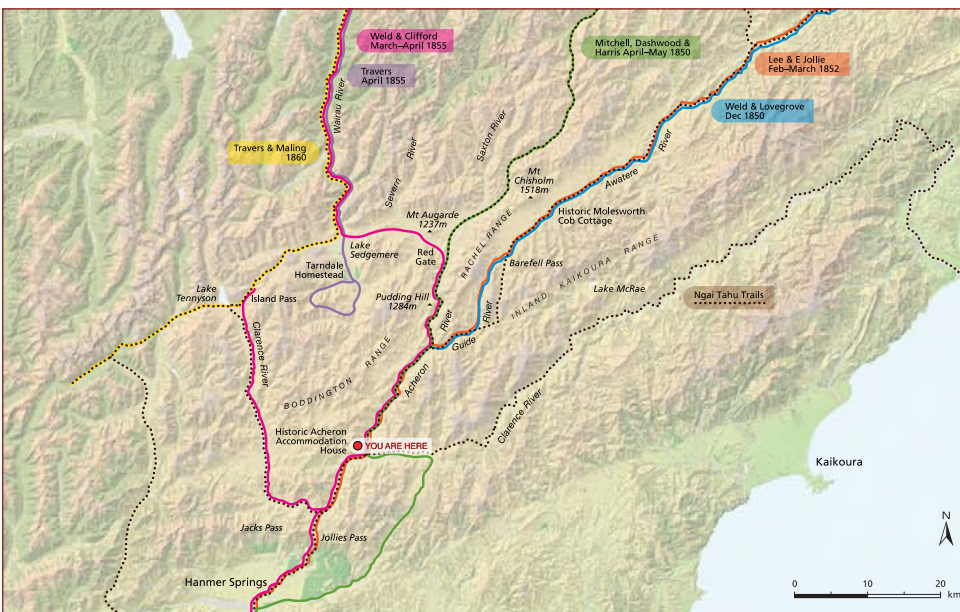 Weld & Clifford
March–April 1855
Travers
April 1855
Mitchell, Dashwood &
Harris April–May 1850
Lee & E Jollie
Feb–March 1852
Weld & Lovegrove
Dec 1850
Travers & Maling
1860
Wairau River
Severn River
Saxton River
Mt
Chisholm
1518m
Awatere River
Historic Molesworth
Cob Cottage
Mt Augarde
1237m
Lake
Sedgemere
Red
Gate
RACHEL RANGE
Barefell Pass
INLAND KAIKOURA RANGE
Tarndale
Homestead
Lake
Tennyson
Island Pass
Pudding Hill
1284m
Lake McRae
Ngai Tahu Trails
Guide River
Acheron River
Clarence River
BODDINGTON RANGE
Clarence River
Historic Acheron
Accommodation
House
YOU ARE HERE
Kaikoura
Jacks Pass
Jollies Pass
Hanmer Springs
N
0 10 20
km